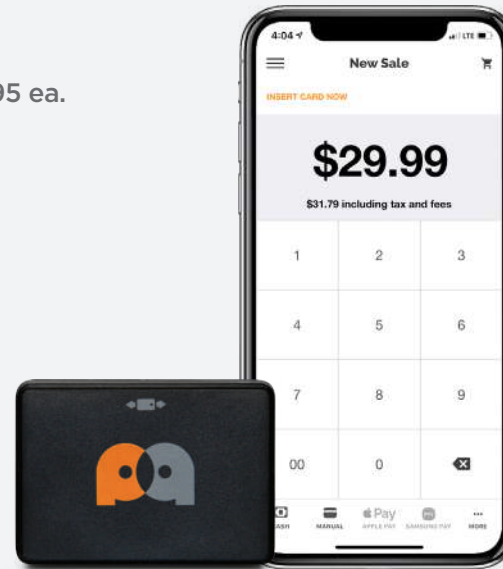 95 ea.
4:04
LTE
New Sale
INSERT CARD NOW
$29.99
$31.79 including tax and fees
1 2 3
4 5 6
7 8 9
00 0
MANUAL
Pay
APPLE PAY
SAMSUNG PAY
MORE